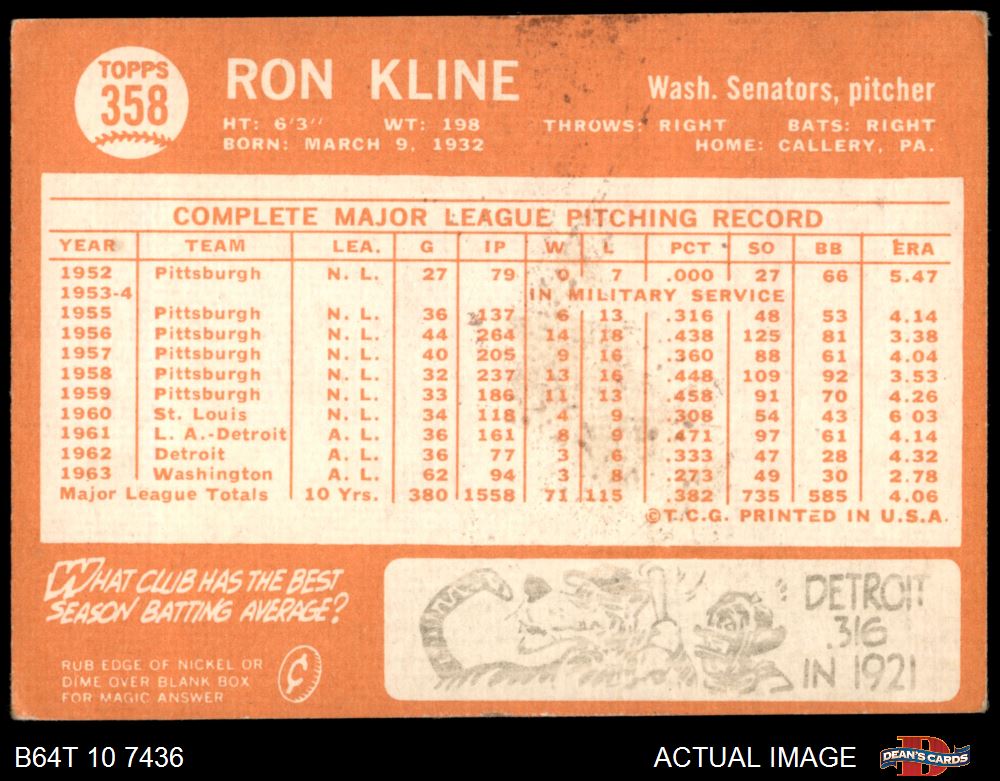 TOPPS
358
RON KLINE
Wash. Senators, pitcher
HT: 6'3" WT: 198 THROWS: RIGHT BATS: RIGHT
BORN: MARCH 9, 1932 HOME: CALLERY, PA.
COMPLETE MAJOR LEAGUE PITCHING RECORD
YEAR TEAM LEA. G IP W L PCT SO BB ERA
1952 Pittsburgh N. L. 27 79 0 7 .000 27 66 5.47
1953-4 IN MILITARY SERVICE
1955 Pittsburgh N. L. 36 137 6 13 .316 48 53 4.14
1956 Pittsburgh N. L. 44 264 14 18 .438 125 81 3.38
1957 Pittsburgh N. L. 40 205 9 16 .360 88 61 4.04
1958 Pittsburgh N. L. 32 237 13 16 .448 109 92 3.53
1959 Pittsburgh N. L. 33 186 11 13 .458 91 70 4.26
1960 St. Louis N. L. 34 118 4 9 .308 54 43 6 03
1961 L. A.-Detroit A. L. 36 161 8 9 .471 97 61 4.14
1962 Detroit A. L. 36 77 3 6 .333 47 28 4.32
1963 Washington A. L. 62 94 3 8 .273 49 30 2.78
Major League Totals 10 Yrs. 380 1558 71 115 .382 735 585 4.06
©T.C.G. PRINTED IN U.S.A.
WHAT CLUB HAS THE BEST
SEASON BATTING AVERAGE?
RUB EDGE OF NICKEL OR
DIME OVER BLANK BOX
FOR MAGIC ANSWER
¢
DETROIT
.316
IN 1921
B64T 10 7436
ACTUAL IMAGE
DEAN'S CARDS